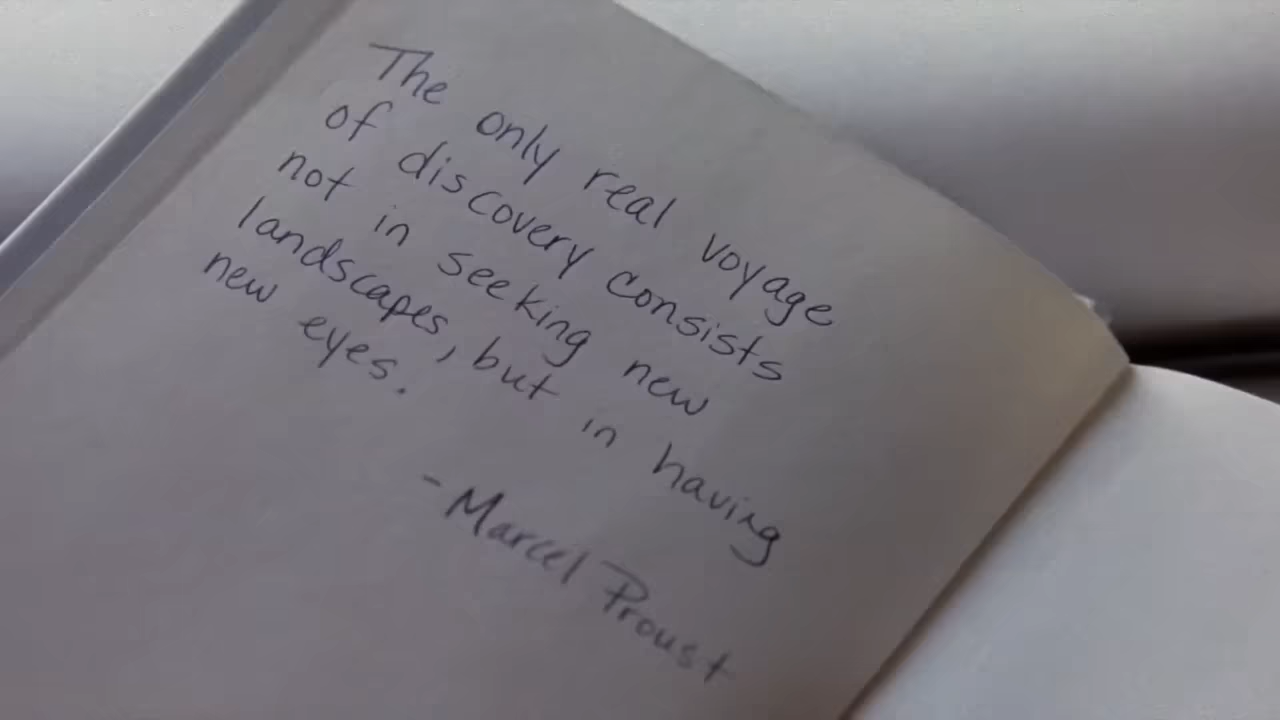 The only real voyage
of discovery consists
not in seeking new
landscapes, but in having
new eyes.
- Marcel Proust